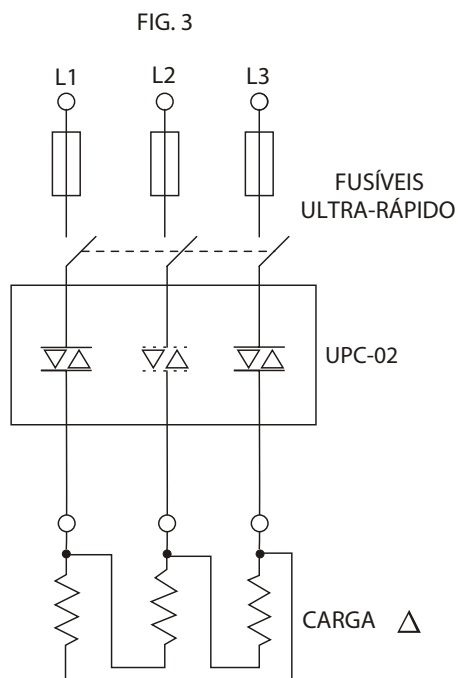 FIG. 3
L1 L2 L3
FUSÍVEIS
ULTRA-RÁPIDO
UPC-02
CARGA Δ